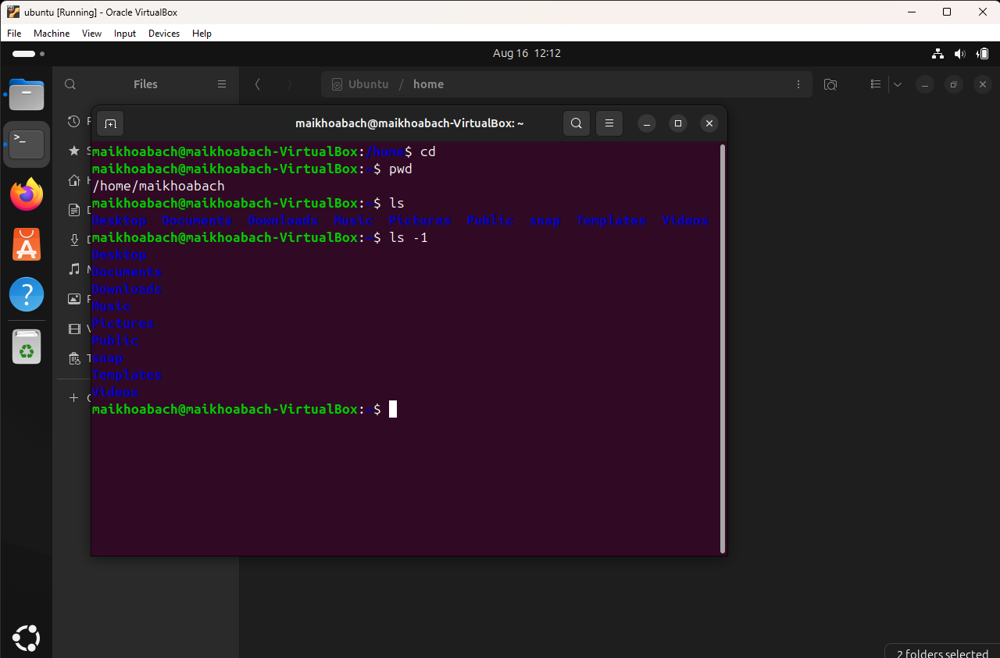 ubuntu [Running] - Oracle VirtualBox
File Machine View Input Devices Help
Aug 16 12:12
Files
Ubuntu / home
maikhoabach@maikhoabach-VirtualBox: ~
maikhoabach@maikhoabach-VirtualBox:/home$ cd
maikhoabach@maikhoabach-VirtualBox:~$ pwd
/home/maikhoabach
maikhoabach@maikhoabach-VirtualBox:~$ ls
Desktop Documents Downloads Music Pictures Public snap Templates Videos
maikhoabach@maikhoabach-VirtualBox:~$ ls -1
Desktop
Documents
Downloads
Music
Pictures
Public
snap
Templates
Videos
maikhoabach@maikhoabach-VirtualBox:~$
2 folders selected